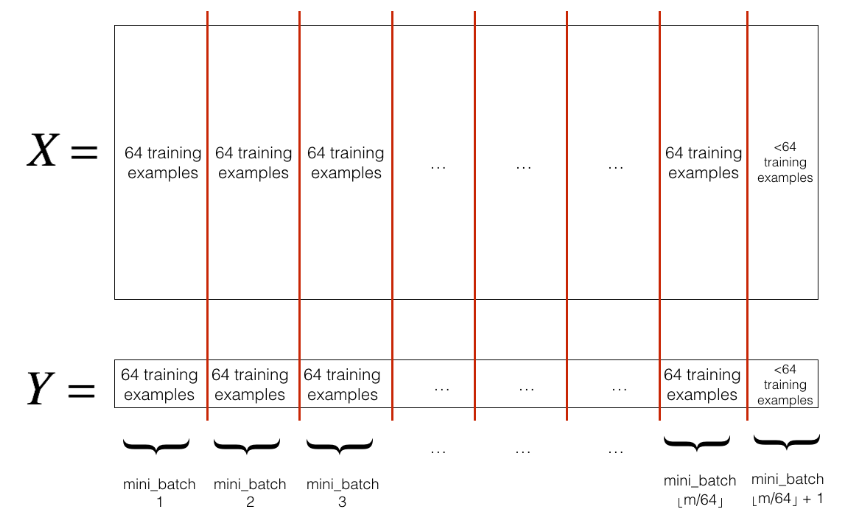 X =
64 training
examples
64 training
examples
64 training
examples
...
...
...
64 training
examples
<64
training
examples
Y =
64 training
examples
64 training
examples
64 training
examples
...
...
...
64 training
examples
<64
training
examples
mini_batch
1
mini_batch
2
mini_batch
3
...
...
...
mini_batch
⌊m/64⌋
mini_batch
⌊m/64⌋ + 1